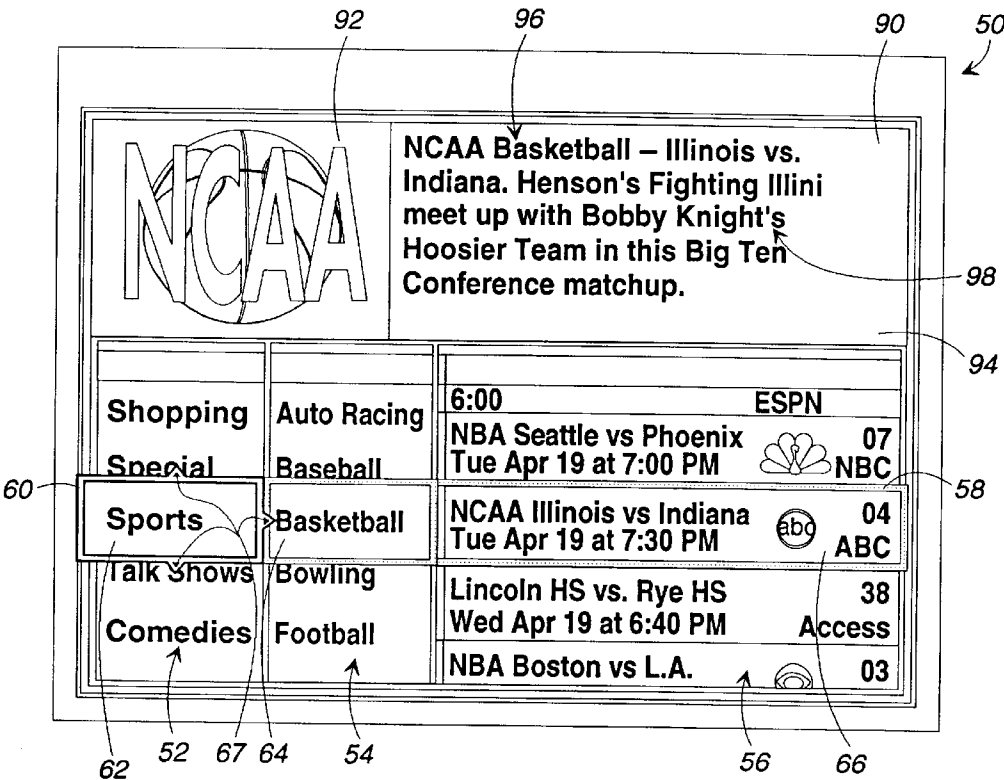 92
96
90
50
NCAA
NCAA Basketball – Illinois vs.
Indiana. Henson's Fighting Illini
meet up with Bobby Knight's
Hoosier Team in this Big Ten
Conference matchup.
98
94
Shopping
Special
Sports
Talk Shows
Comedies
Auto Racing
Baseball
Basketball
Bowling
Football
6:00 ESPN
NBA Seattle vs Phoenix 07
Tue Apr 19 at 7:00 PM NBC
NCAA Illinois vs Indiana abc 04
Tue Apr 19 at 7:30 PM ABC
Lincoln HS vs. Rye HS 38
Wed Apr 19 at 6:40 PM Access
NBA Boston vs L.A. 03
60
58
62
52
67
64
54
56
66